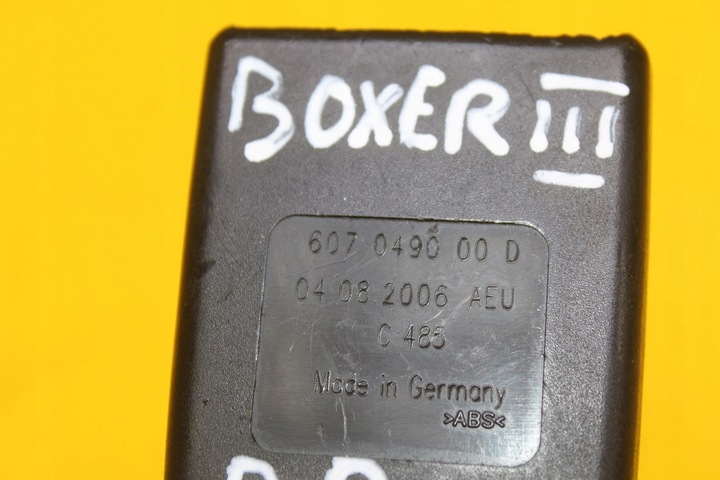 BOXER III
607 0490 00 D
04 08 2006 AEU
C 485
Made in Germany
>ABS<